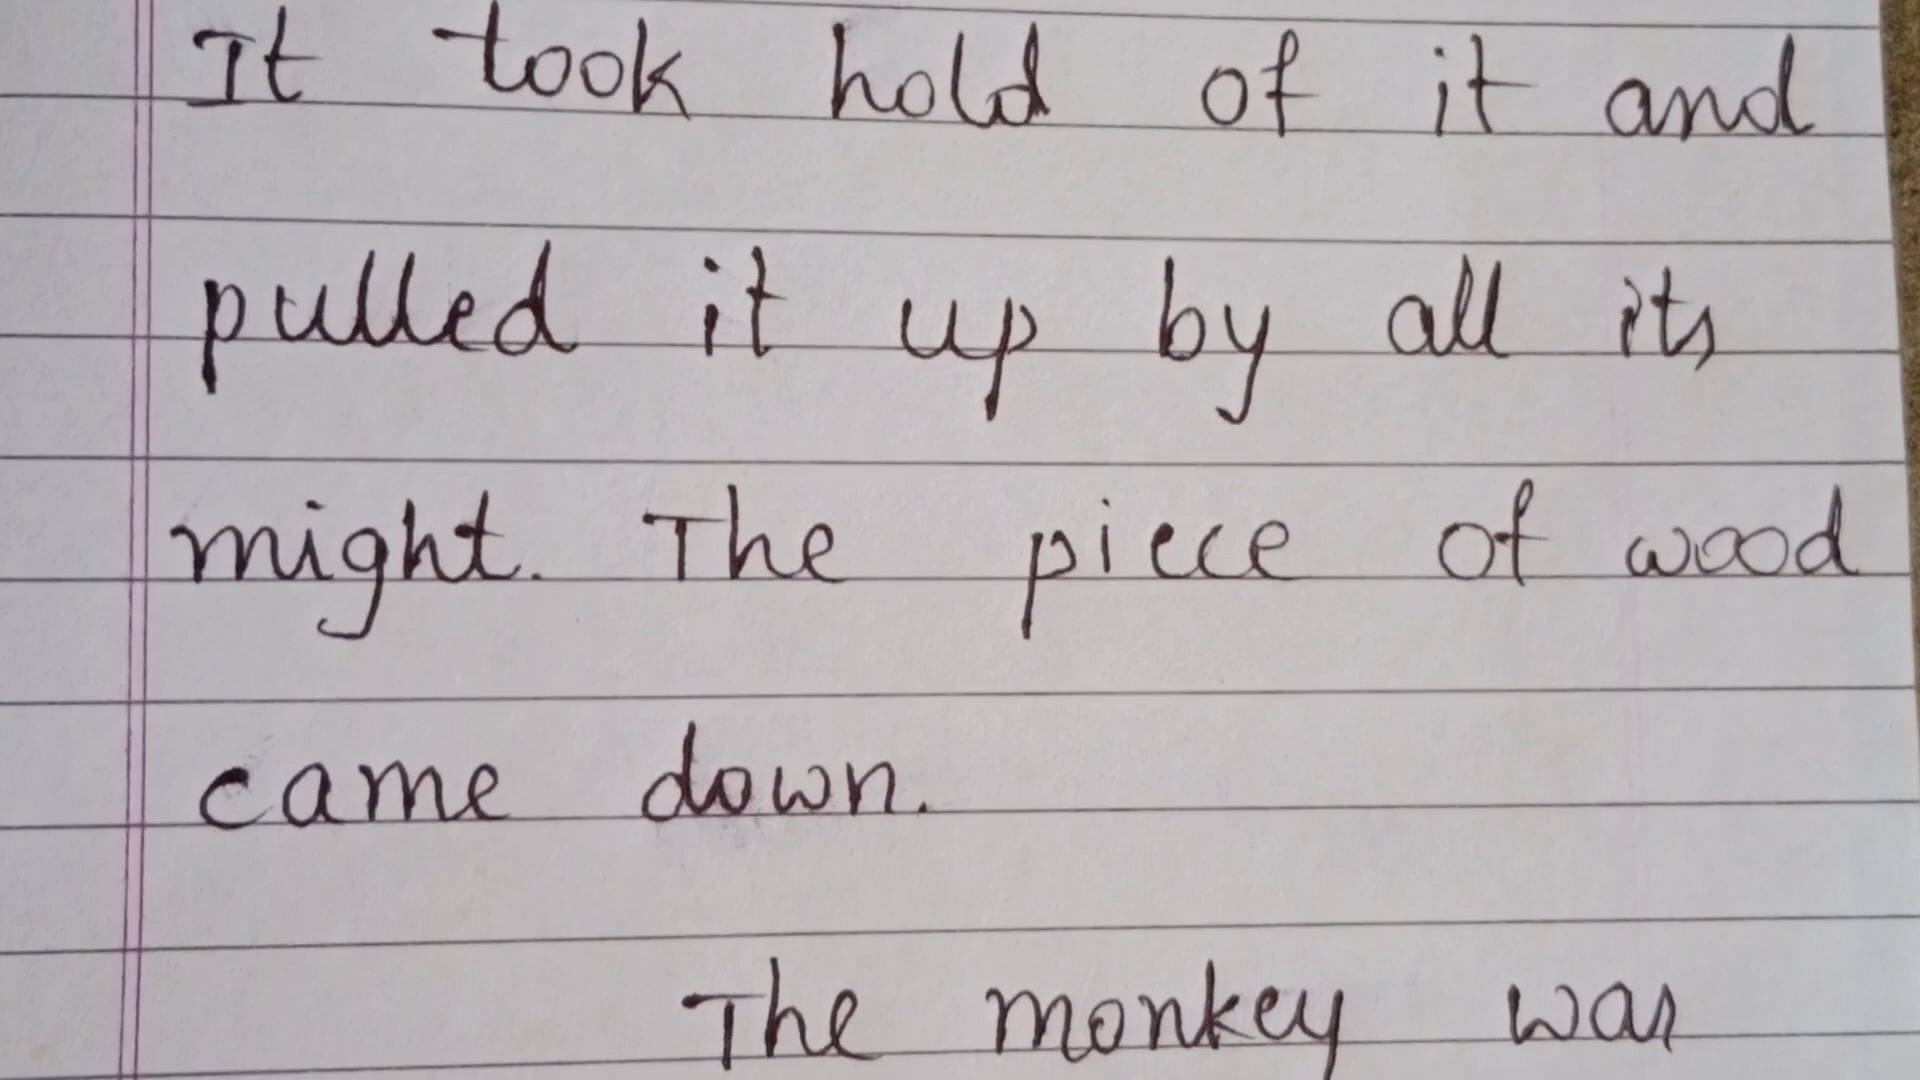 It took hold of it and
pulled it up by all its
might. The piece of wood
came down.
The monkey was